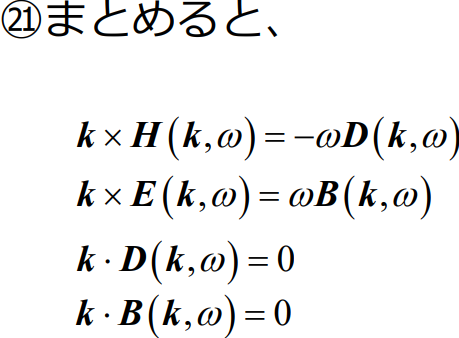 ㉑まとめると、
k × H(k,ω) = −ωD(k,ω)
k × E(k,ω) = ωB(k,ω)
k · D(k,ω) = 0
k · B(k,ω) = 0